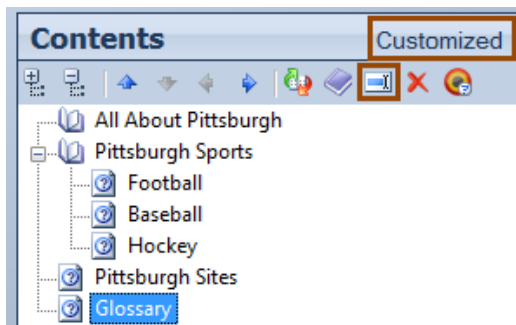 Contents Customized
All About Pittsburgh
Pittsburgh Sports
Football
Baseball
Hockey
Pittsburgh Sites
Glossary